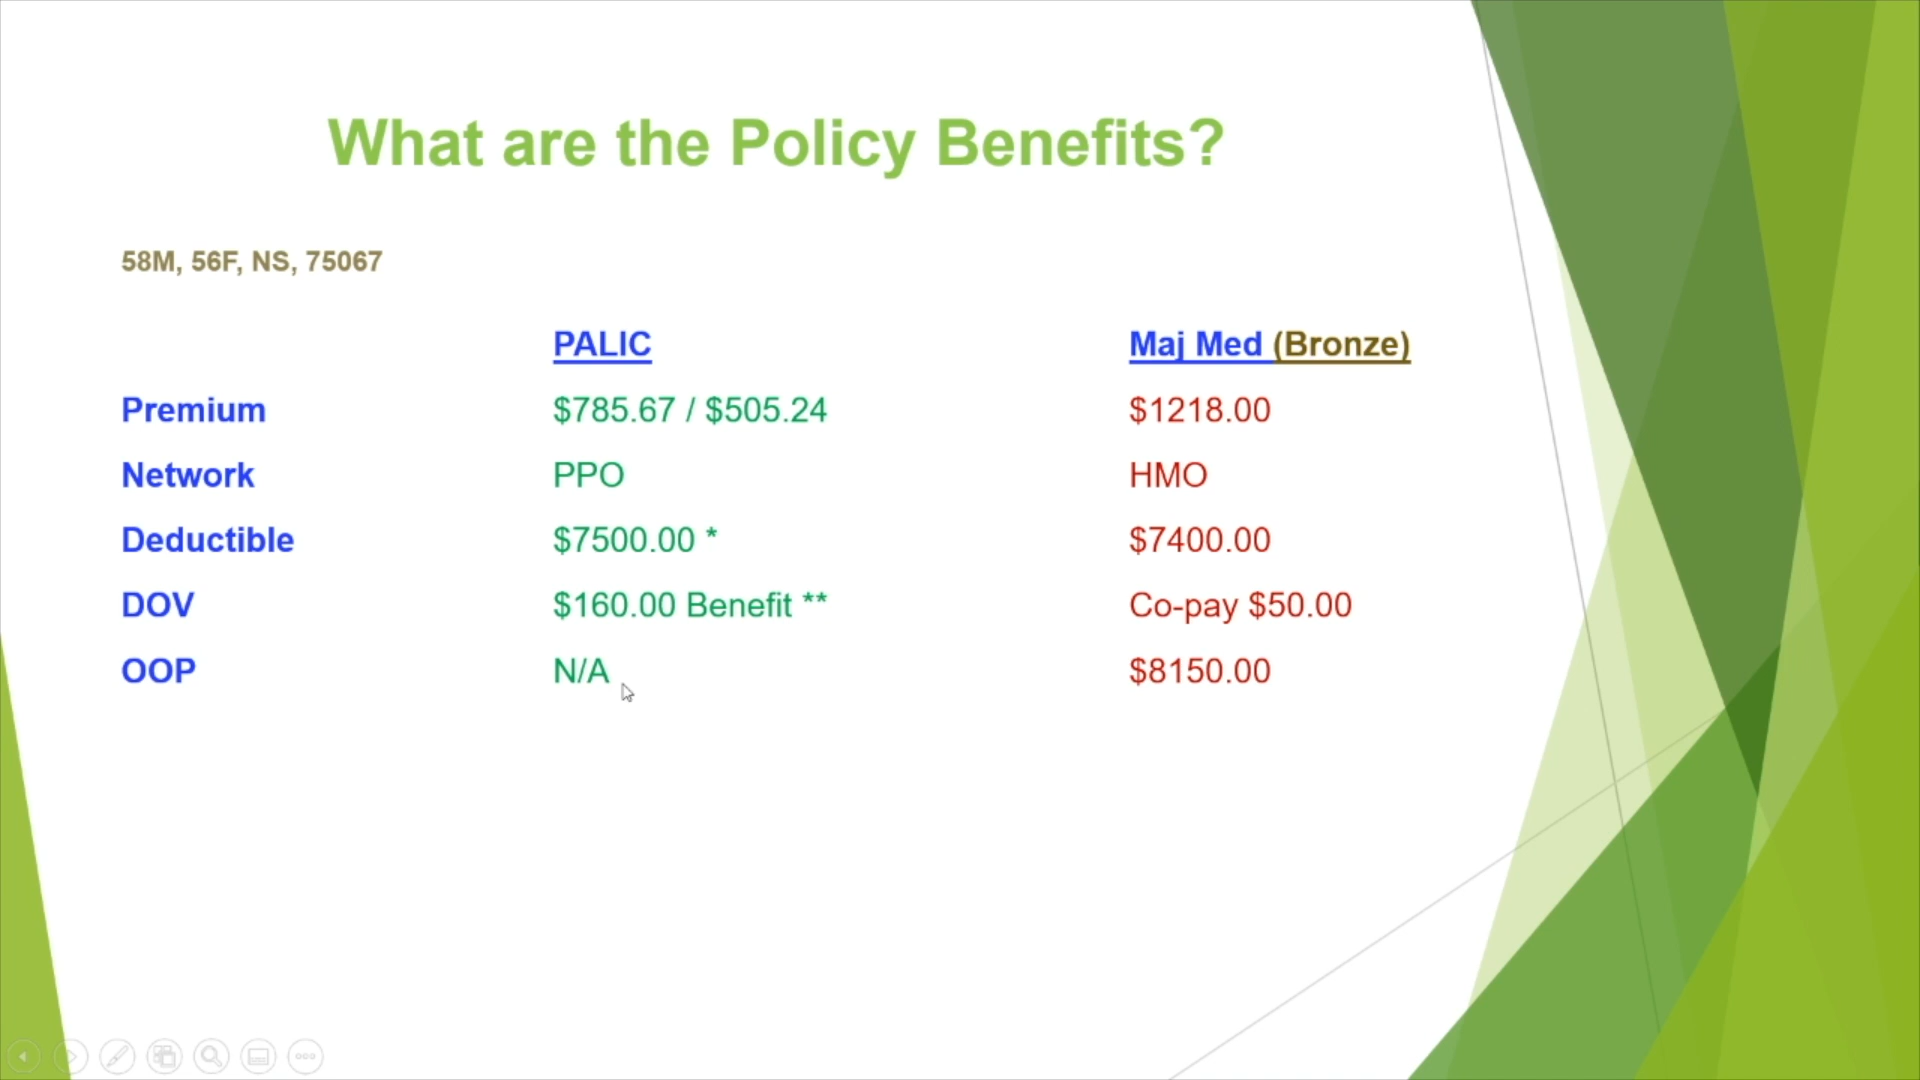 What are the Policy Benefits?
58M, 56F, NS, 75067
PALIC Maj Med (Bronze)
Premium $785.67 / $505.24 $1218.00
Network PPO HMO
Deductible $7500.00 * $7400.00
DOV $160.00 Benefit ** Co-pay $50.00
OOP N/A $8150.00